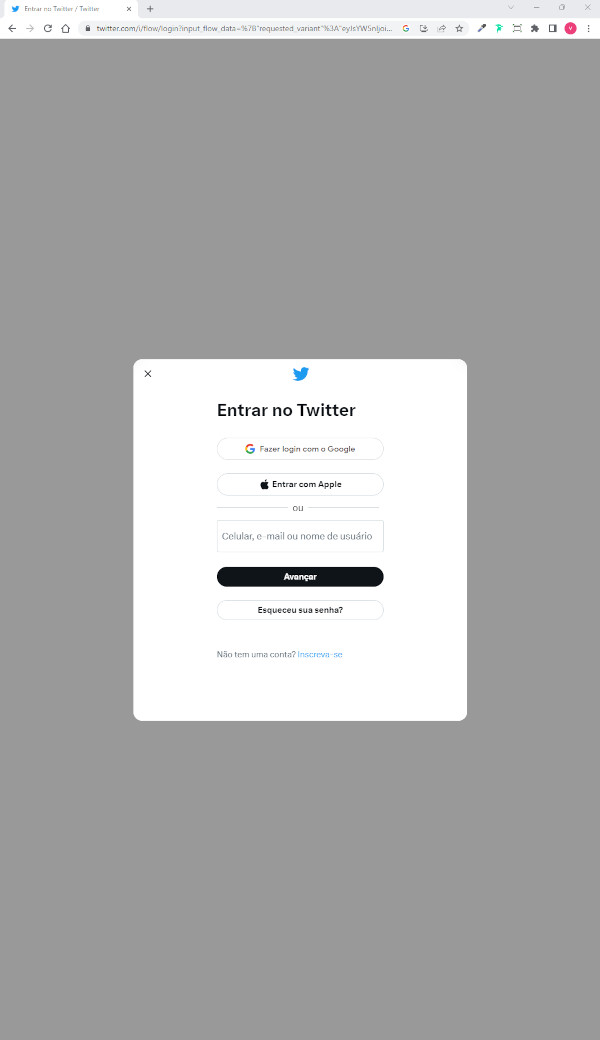 Entrar no Twitter / Twitter
twitter.com/i/flow/login?input_flow_data=%7B"requested_variant"%3A"eyJsYW5nIjoi...
Entrar no Twitter
Fazer login com o Google
Entrar com Apple
ou
Celular, e-mail ou nome de usuário
Avançar
Esqueceu sua senha?
Não tem uma conta? Inscreva-se